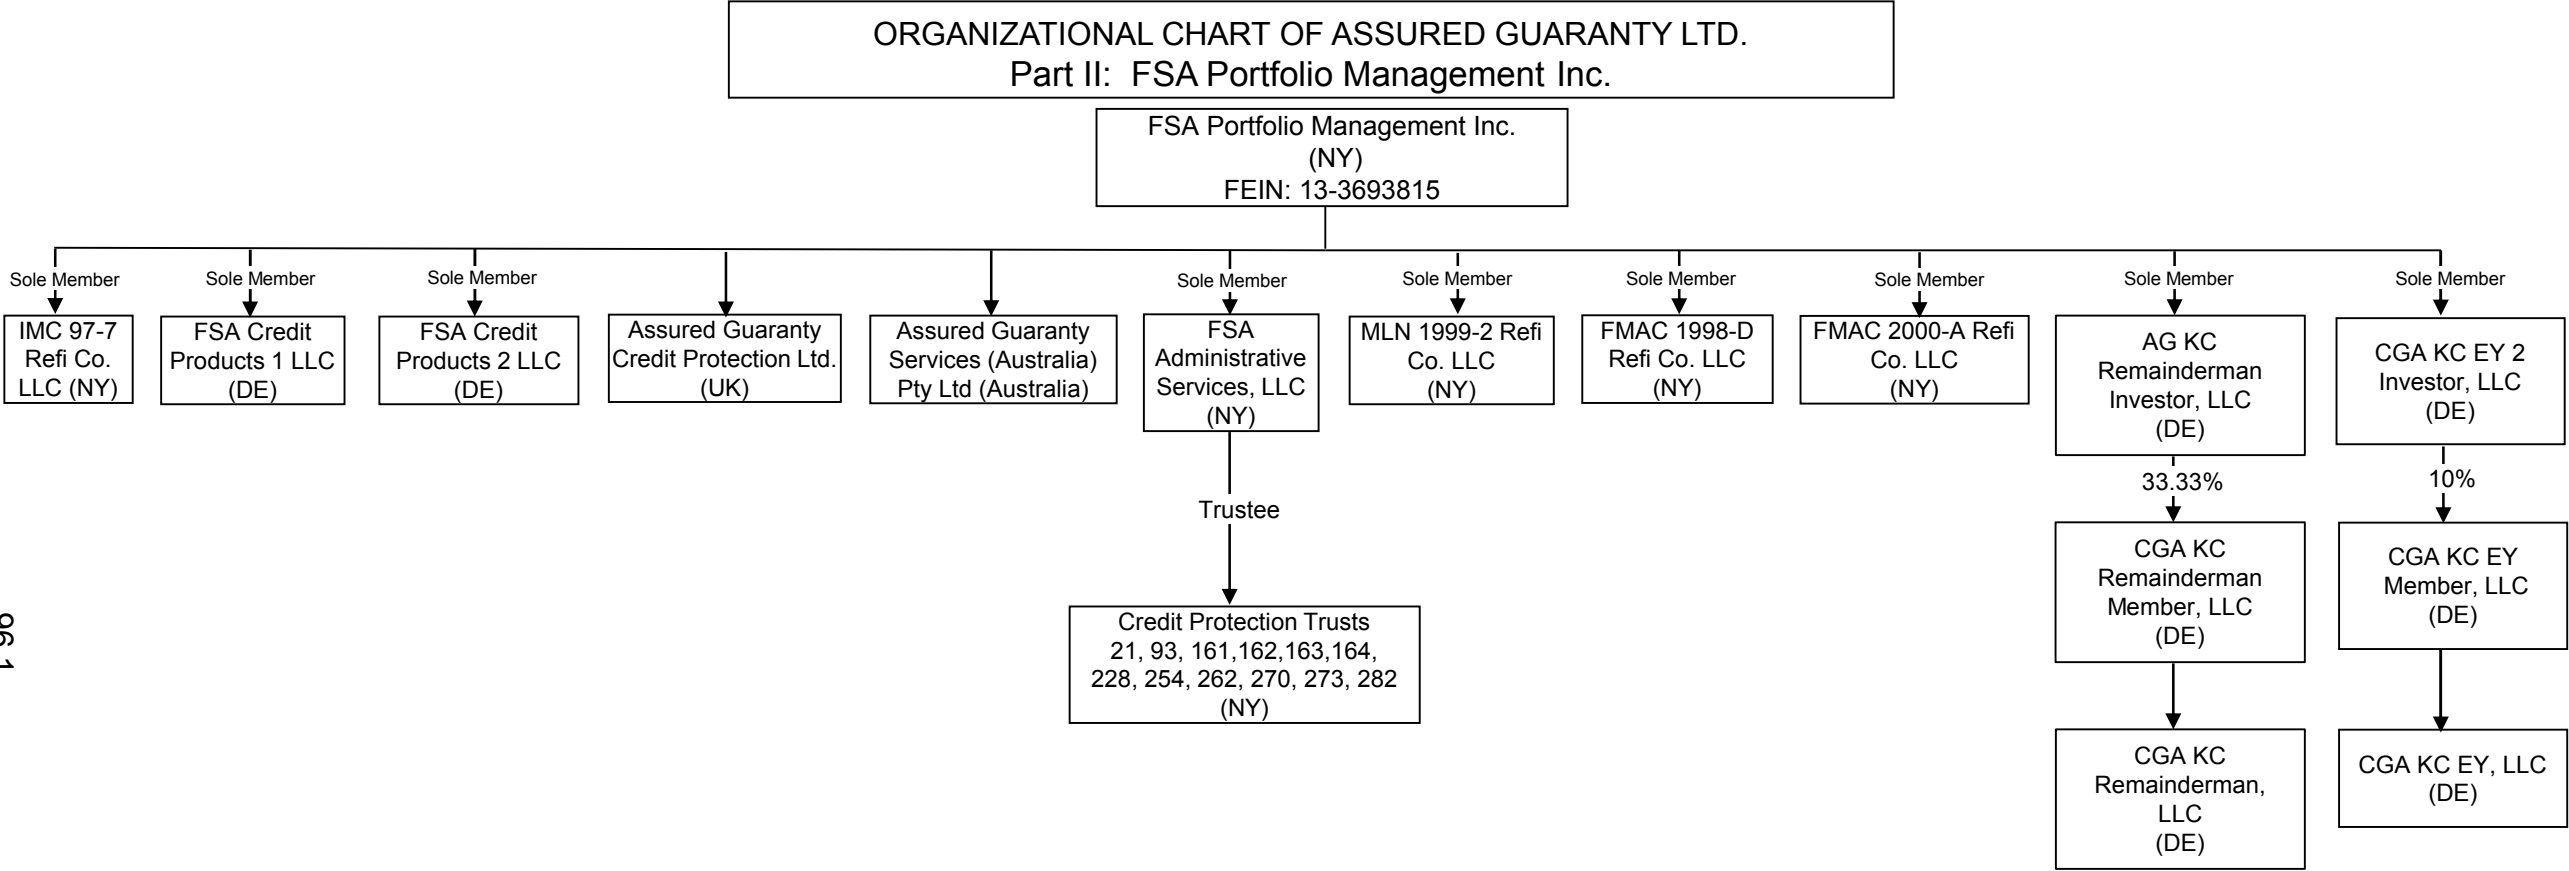 ORGANIZATIONAL CHART OF ASSURED GUARANTY LTD.
Part II: FSA Portfolio Management Inc.
FSA Portfolio Management Inc.
(NY)
FEIN: 13-3693815
Sole Member
IMC 97-7
Refi Co.
LLC (NY)
Sole Member
FSA Credit
Products 1 LLC
(DE)
Sole Member
FSA Credit
Products 2 LLC
(DE)
Assured Guaranty
Credit Protection Ltd.
(UK)
Assured Guaranty
Services (Australia)
Pty Ltd (Australia)
Sole Member
FSA
Administrative
Services, LLC
(NY)
Trustee
Credit Protection Trusts
21, 93, 161,162,163,164,
228, 254, 262, 270, 273, 282
(NY)
Sole Member
MLN 1999-2 Refi
Co. LLC
(NY)
Sole Member
FMAC 1998-D
Refi Co. LLC
(NY)
Sole Member
FMAC 2000-A Refi
Co. LLC
(NY)
Sole Member
AG KC
Remainderman
Investor, LLC
(DE)
33.33%
CGA KC
Remainderman
Member, LLC
(DE)
CGA KC
Remainderman,
LLC
(DE)
Sole Member
CGA KC EY 2
Investor, LLC
(DE)
10%
CGA KC EY
Member, LLC
(DE)
CGA KC EY, LLC
(DE)
96.1